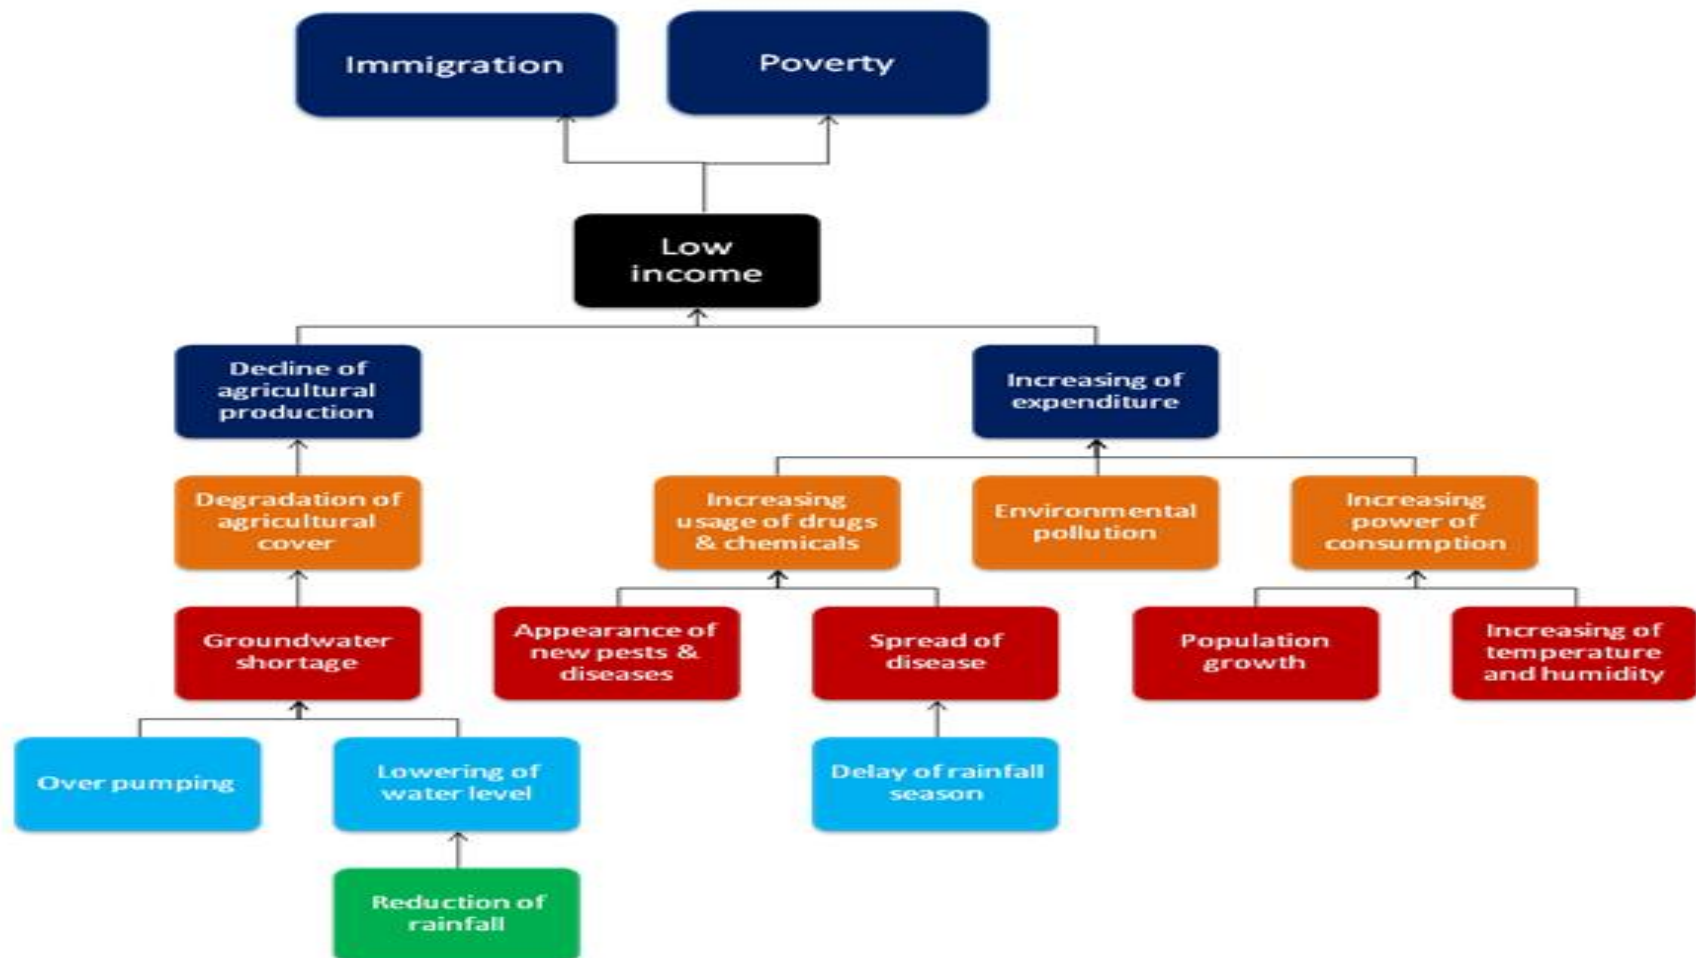 Immigration
Poverty
Low
income
Decline of
agricultural
production
Increasing of
expenditure
Degradation of
agricultural
cover
Increasing
usage of drugs
& chemicals
Environmental
pollution
Increasing
power of
consumption
Groundwater
shortage
Appearance of
new pests &
diseases
Spread of
disease
Population
growth
Increasing of
temperature
and humidity
Over pumping
Lowering of
water level
Delay of rainfall
season
Reduction of
rainfall